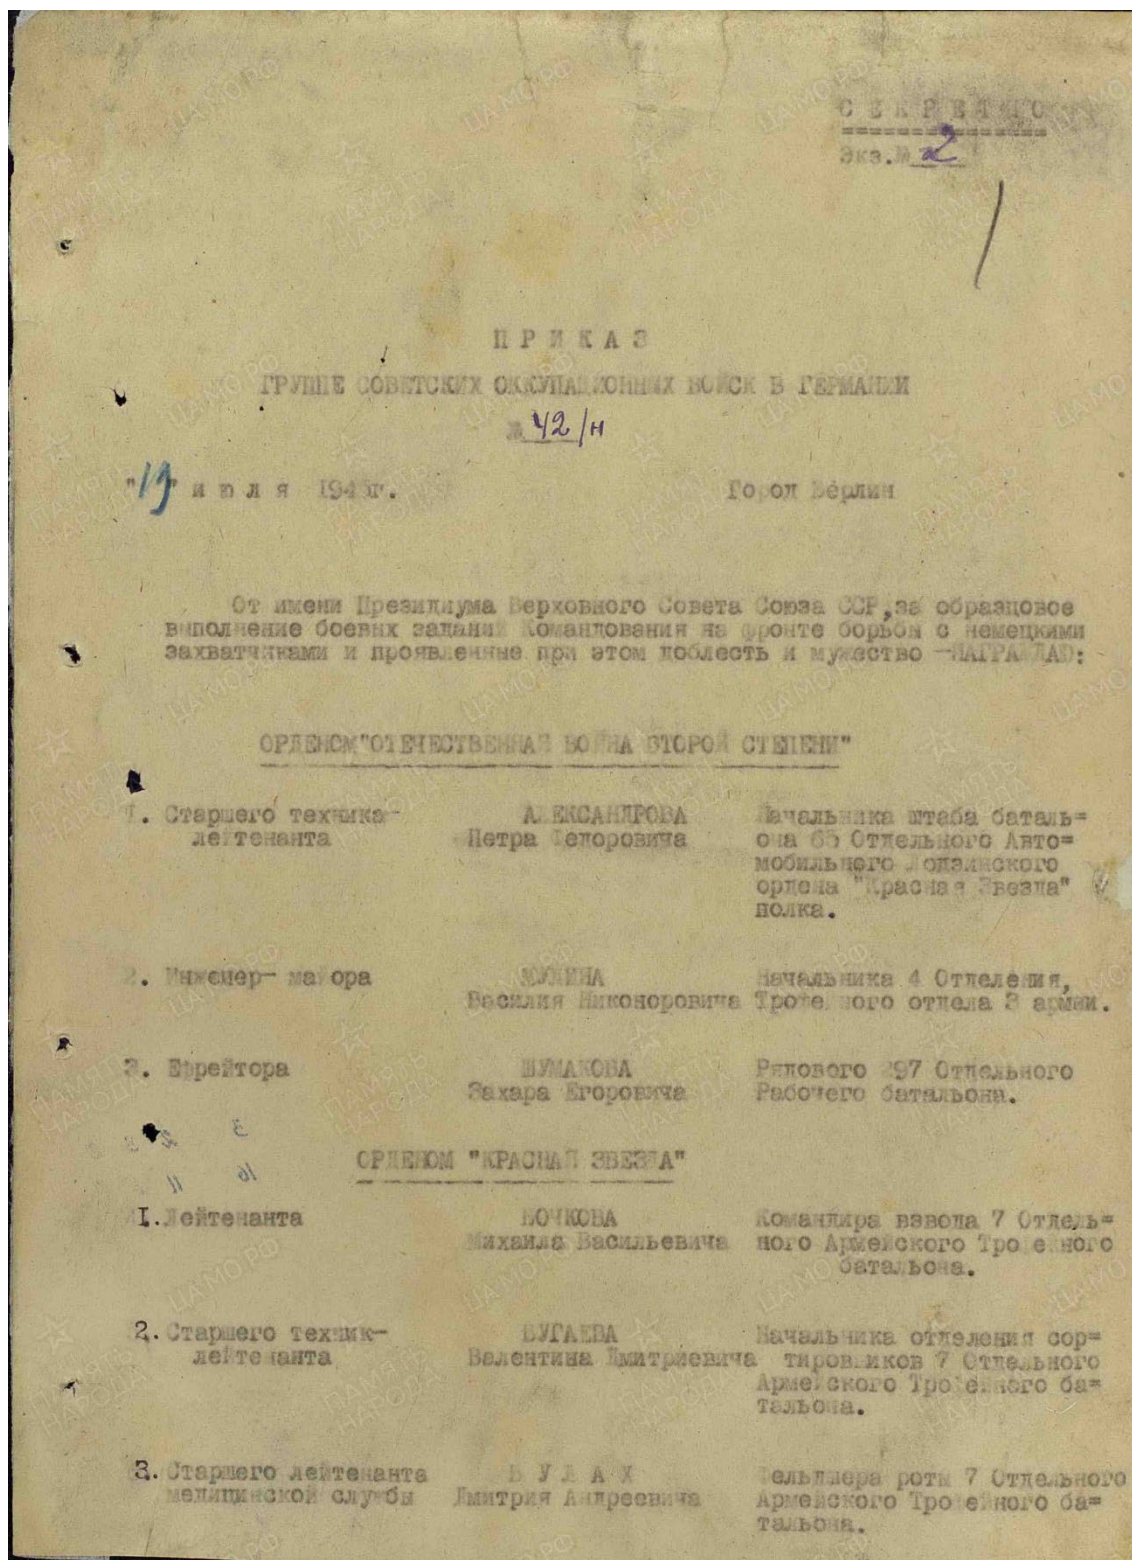 СЕКРЕТНО
Экз.№ 2
ПРИКАЗ
ГРУППЕ СОВЕТСКИХ ОККУПАЦИОННЫХ ВОЙСК В ГЕРМАНИИ
№ 42/н
"19" июля 1945г. Город Берлин
От имени Президиума Верховного Совета Союза ССР, за образцовое
выполнение боевых заданий Командования на фронте борьбы с немецкими
захватчиками и проявленные при этом доблесть и мужество -НАГРАЖДАЮ:
ОРДЕНОМ "ОТЕЧЕСТВЕННАЯ ВОЙНА ВТОРОЙ СТЕПЕНИ"
1. Старшего техника- АЛЕКСАНДРОВА Начальника штаба баталь=
лейтенанта Петра Федоровича она 65 Отдельного Авто=
мобильного Лодзинского
ордена "Красная Звезда"
полка.
2. Инженер- майора Начальника 4 Отделения,
Василия Никоноровича Трофейного отдела 3 армии.
3. Ефрейтора ШУМАКОВА Рядового 297 Отдельного
Захара Егоровича Рабочего батальона.
ОРДЕНОМ "КРАСНАЯ ЗВЕЗДА"
1. Лейтенанта БОЧКОВА Командира взвода 7 Отдель=
Михаила Васильевича ного Армейского Трофейного
батальона.
2. Старшего техник- БУГАЕВА Начальника отделения сор=
лейтенанта Валентина Дмитриевича тировщиков 7 Отдельного
Армейского Трофейного ба=
тальона.
3. Старшего лейтенанта Фельдшера роты 7 Отдельного
медицинской службы Дмитрия Андреевича Армейского Трофейного ба=
тальона.